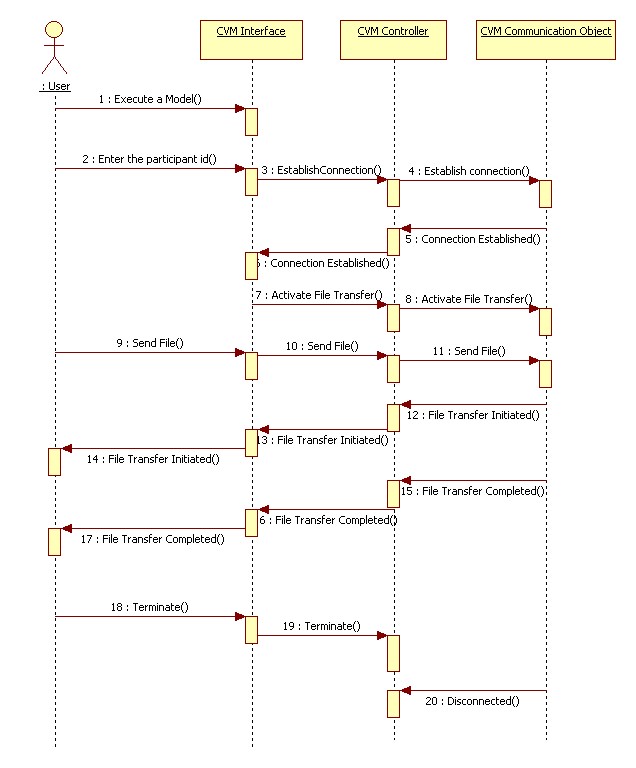 CVM Interface
CVM Controller
CVM Communication Object
: User
1 : Execute a Model()
2 : Enter the participant id()
3 : EstablishConnection()
4 : Establish connection()
5 : Connection Established()
6 : Connection Established()
7 : Activate File Transfer()
8 : Activate File Transfer()
9 : Send File()
10 : Send File()
11 : Send File()
12 : File Transfer Initiated()
13 : File Transfer Initiated()
14 : File Transfer Initiated()
15 : File Transfer Completed()
6 : File Transfer Completed()
17 : File Transfer Completed()
18 : Terminate()
19 : Terminate()
20 : Disconnected()